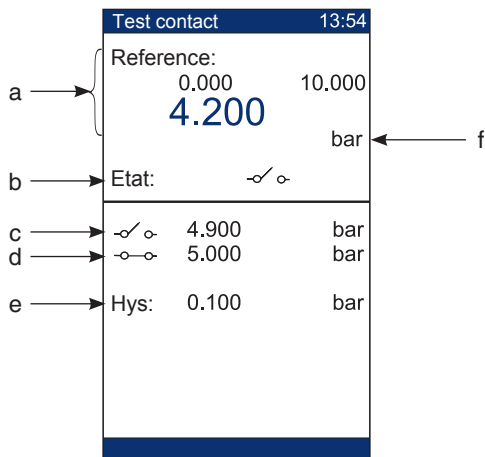 Test contact 13:54
Reference:
0.000 10.000
a
4.200
bar
f
b
Etat:
c
4.900 bar
d
5.000 bar
e
Hys: 0.100 bar